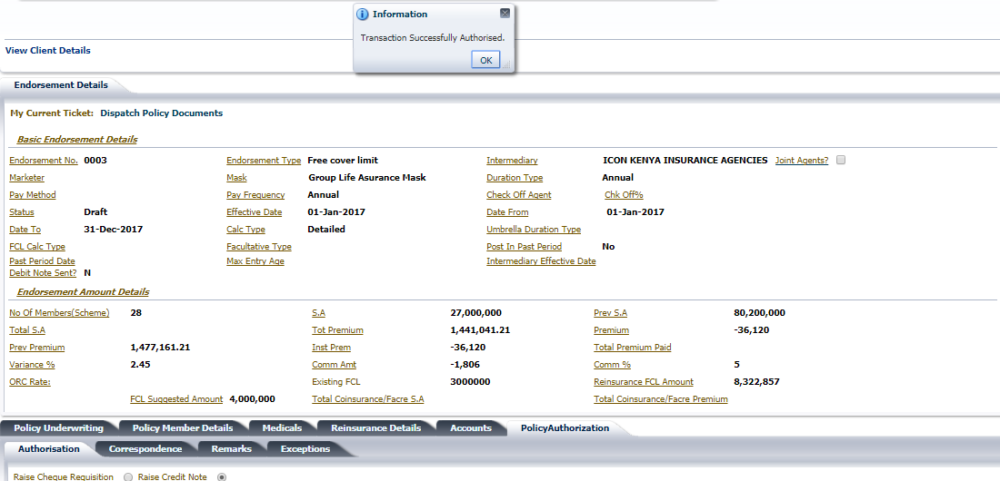 Information
Transaction Successfully Authorised.
OK
View Client Details
Endorsement Details
My Current Ticket: Dispatch Policy Documents
Basic Endorsement Details
Endorsement No. 0003 Endorsement Type Free cover limit Intermediary ICON KENYA INSURANCE AGENCIES Joint Agents?
Marketer Mask Group Life Asurance Mask Duration Type Annual
Pay Method Pay Frequency Annual Check Off Agent Chk Off%
Status Draft Effective Date 01-Jan-2017 Date From 01-Jan-2017
Date To 31-Dec-2017 Calc Type Detailed Umbrella Duration Type
FCL Calc Type Facultative Type Post In Past Period No
Past Period Date Max Entry Age Intermediary Effective Date
Debit Note Sent? N
Endorsement Amount Details
No Of Members(Scheme) 28 S.A 27,000,000 Prev S.A 80,200,000
Total S.A Tot Premium 1,441,041.21 Premium -36,120
Prev Premium 1,477,161.21 Inst Prem -36,120 Total Premium Paid
Variance % 2.45 Comm Amt -1,806 Comm % 5
ORC Rate: Existing FCL 3000000 Reinsurance FCL Amount 8,322,857
FCL Suggested Amount 4,000,000 Total Coinsurance/Facre S.A Total Coinsurance/Facre Premium
Policy Underwriting Policy Member Details Medicals Reinsurance Details Accounts PolicyAuthorization
Authorisation Correspondence Remarks Exceptions
Raise Cheque Requisition Raise Credit Note